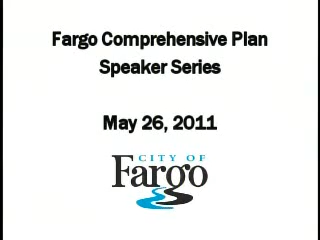 Fargo Comprehensive Plan
Speaker Series
May 26, 2011
CITY OF
Fargo